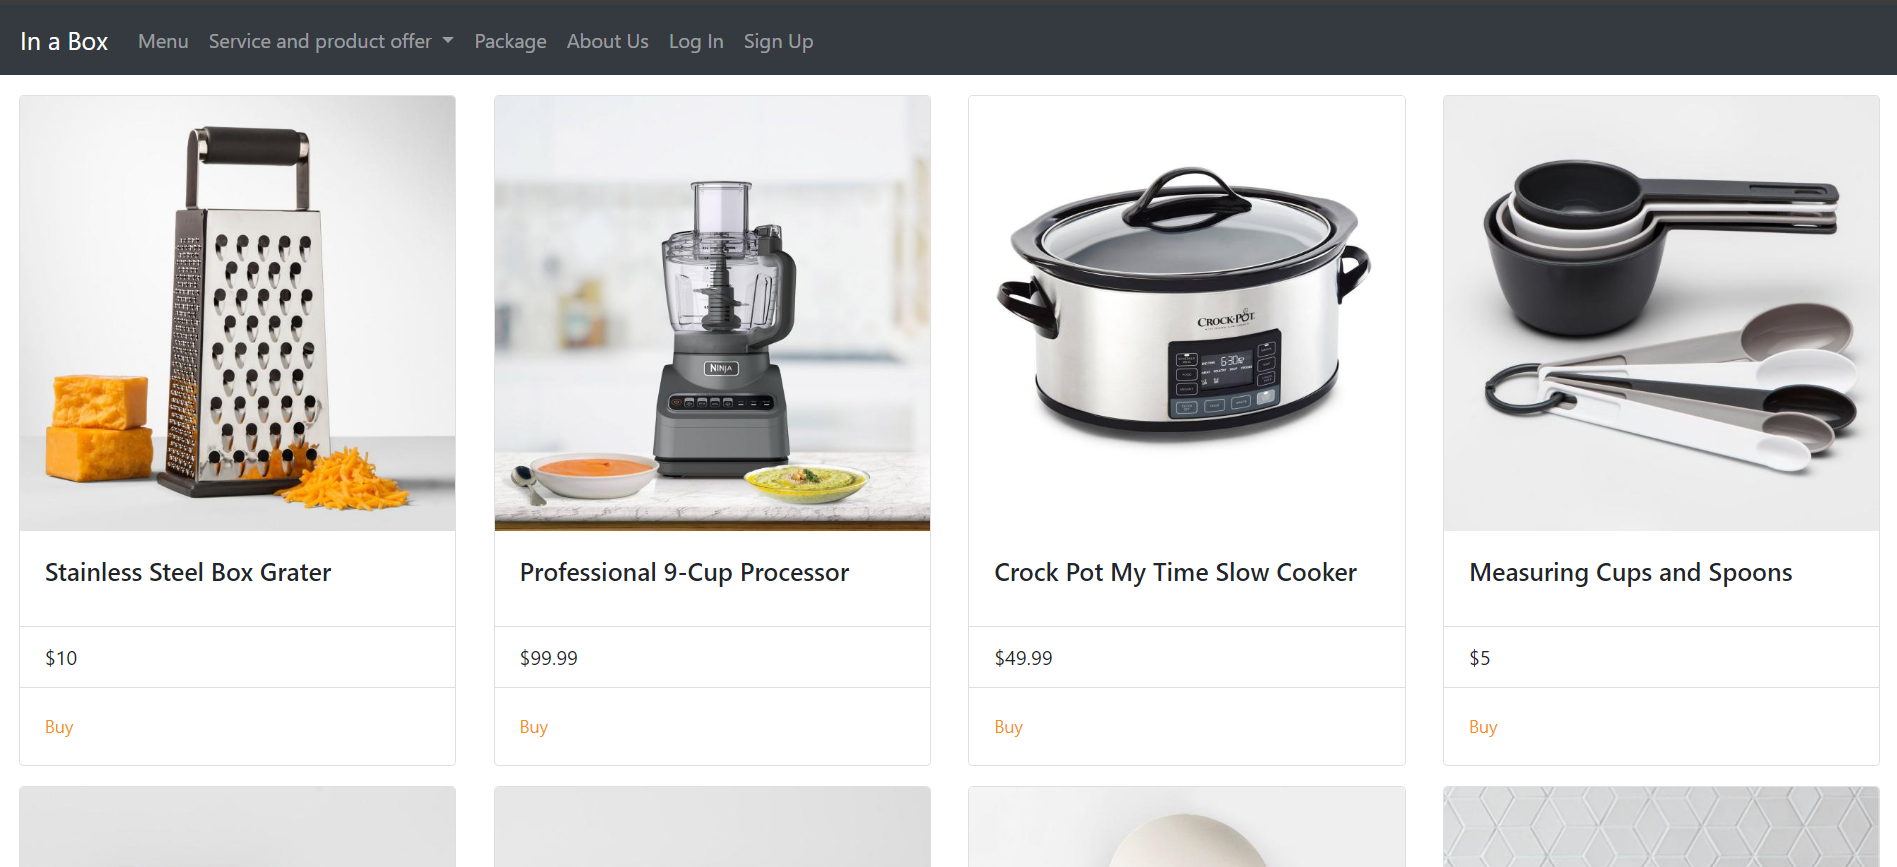 In a Box Menu Service and product offer Package About Us Log In Sign Up
NINJA
CROCK·POT
6:30
Stainless Steel Box Grater
Professional 9-Cup Processor
Crock Pot My Time Slow Cooker
Measuring Cups and Spoons
$10
$99.99
$49.99
$5
Buy
Buy
Buy
Buy